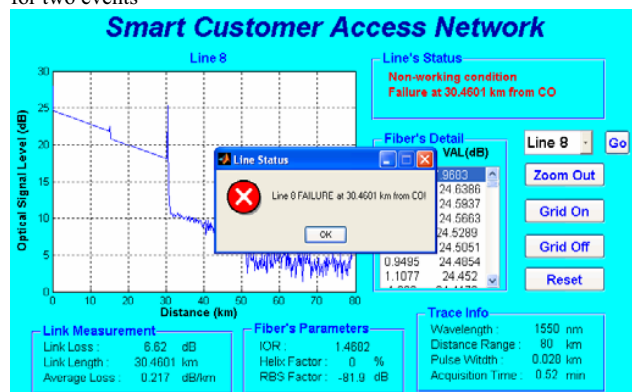 for two events
Smart Customer Access Network
Line 8
Optical Signal Level (dB)
30
25
20
15
10
5
0
0 10 20 30 40 50 60 70 80
Distance (km)
Line's Status
Non-working condition
Failure at 30.4601 km from CO
Fiber's Detail
VAL(dB)
.9603
24.6386
24.5937
24.5663
24.5289
24.5051
0.9495 24.4854
1.1077 24.452
Line 8
Go
Zoom Out
Grid On
Grid Off
Reset
Line Status
Line 8 FAILURE at 30.4601 km from CO!
OK
Link Measurement
Link Loss : 6.62 dB
Link Length : 30.4601 km
Average Loss : 0.217 dB/km
Fiber's Parameters
IOR : 1.4682
Helix Factor : 0 %
RBS Factor : -81.9 dB
Trace Info
Wavelength : 1550 nm
Distance Range : 80 km
Pulse Witdth : 0.028 km
Acquisition Time : 0.52 min